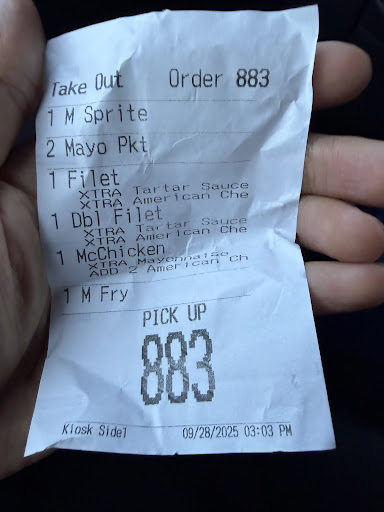 Take Out Order 883
1 M Sprite
2 Mayo Pkt
1 Filet
XTRA Tartar Sauce
XTRA American Che
1 Dbl Filet
XTRA Tartar Sauce
XTRA American Che
1 McChicken
XTRA Mayonnaise
ADD 2 American Ch
1 M Fry
PICK UP
883
Kiosk Side1 09/28/2025 03:03 PM